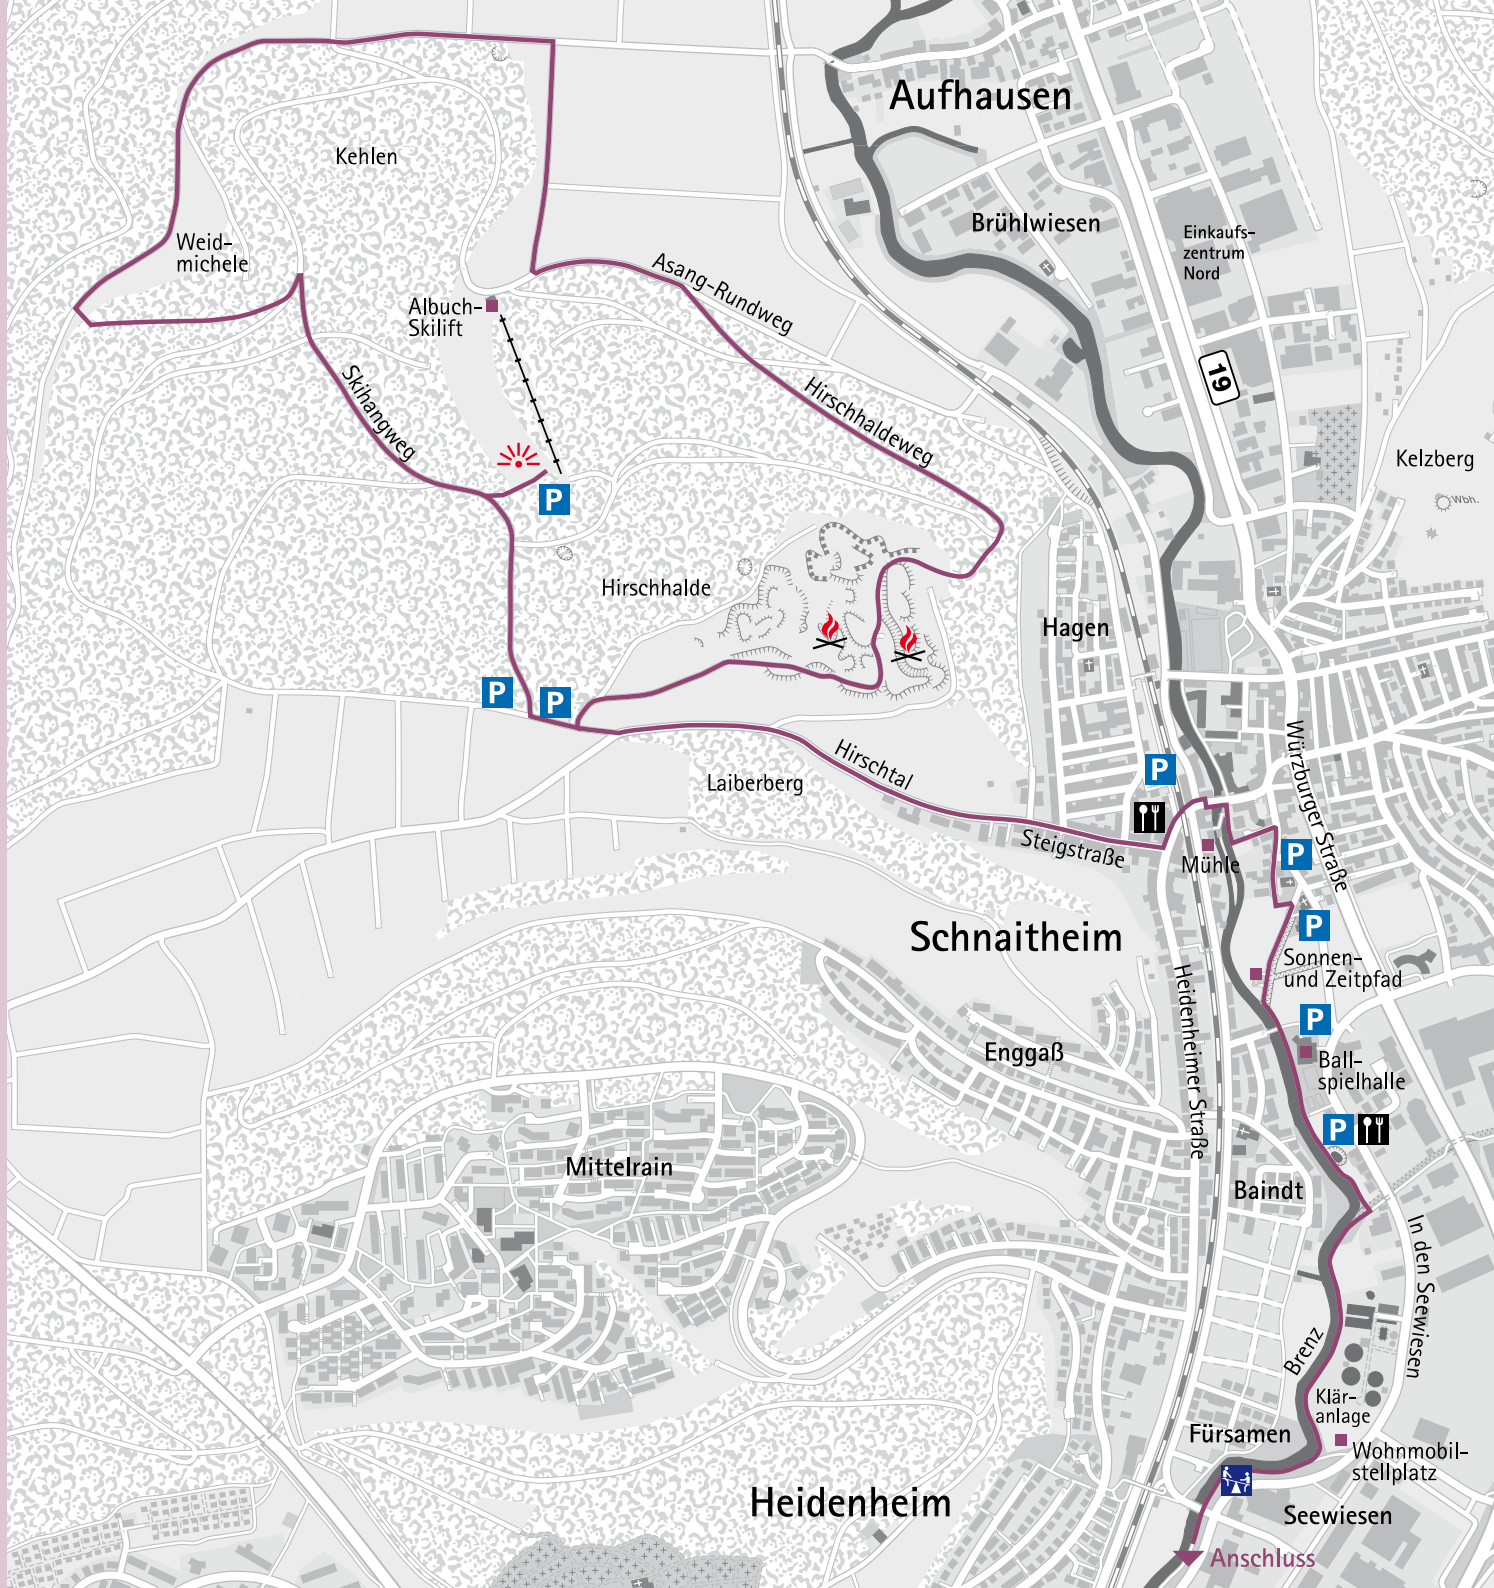 Aufhausen
Kehlen
Brühlwiesen
Einkaufs-
zentrum
Nord
Weid-
michele
Asang-Rundweg
Albuch-
Skilift
19
Skihangweg
Hirschhaldeweg
Kelzberg
P
Wbh.
Hirschhalde
Hagen
P
P
Würzburger Straße
Hirschtal
P
Laiberberg
Steigstraße
Mühle
P
Schnaitheim
P
Sonnen-
und Zeitpfad
Heidenheimer Straße
P
Enggaß
Ball-
spielhalle
P
Mittelrain
Baindt
In den Seewiesen
Brenz
Klär-
anlage
Fürsamen
Wohnmobil-
stellplatz
Heidenheim
Seewiesen
Anschluss